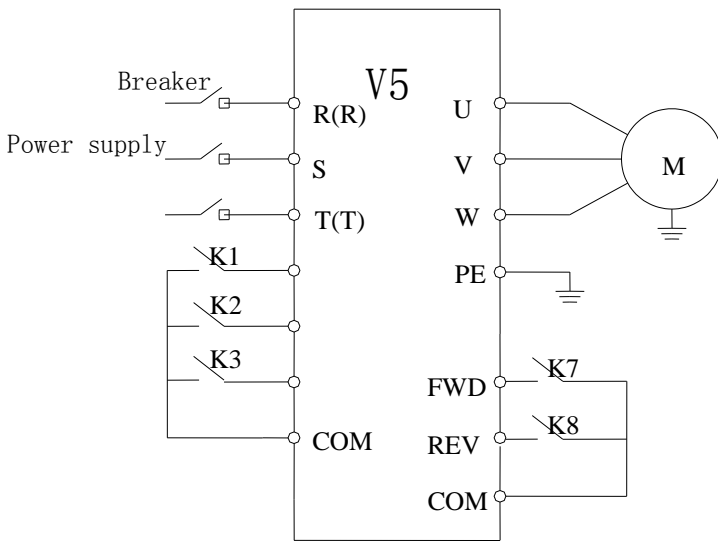 Breaker
V5
R(R)
U
Power supply
S
V
M
T(T)
W
K1
PE
K2
K3
K7
FWD
K8
COM
REV
COM